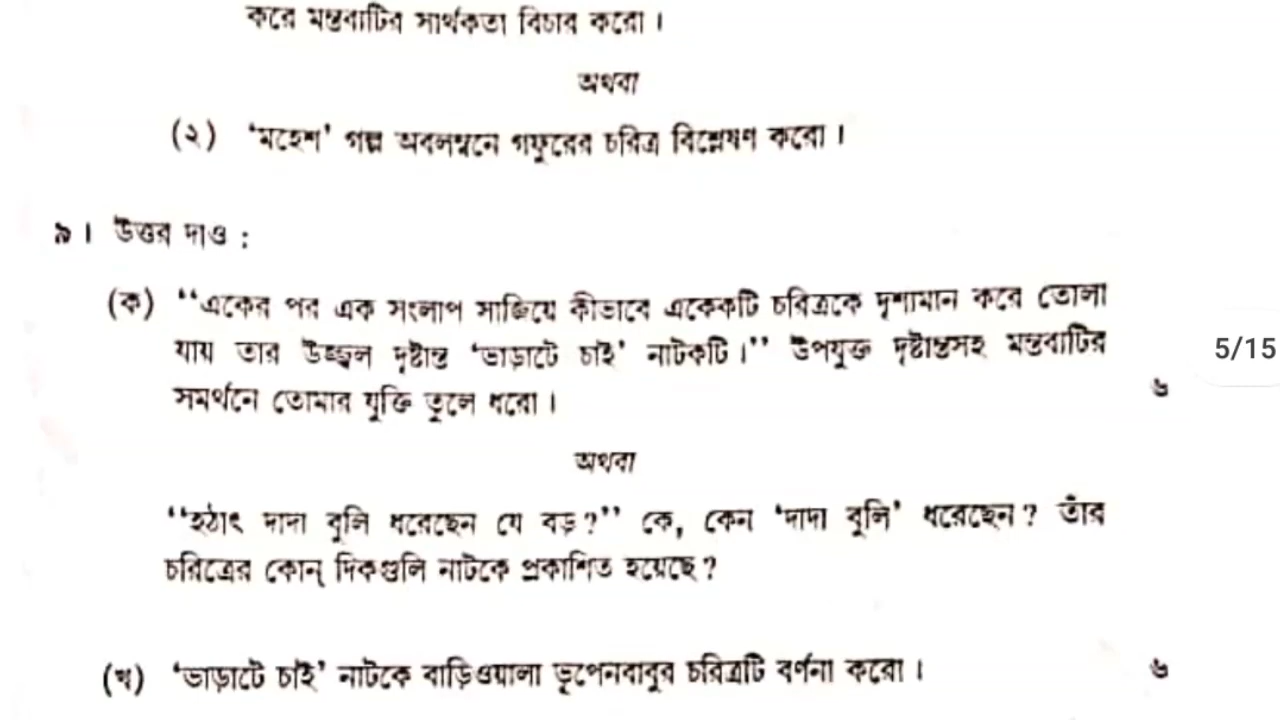 করে মন্তব্যটির সার্থকতা বিচার করো।
অথবা
(২) ‘মহেশ’ গল্প অবলম্বনে গফুরের চরিত্র বিশ্লেষণ করো।
৯। উত্তর দাও :
(ক) “একের পর এক সংলাপ সাজিয়ে কীভাবে একেকটি চরিত্রকে দৃশ্যমান করে তোলা
যায় তার উজ্জ্বল দৃষ্টান্ত ‘ভাড়াটে চাই’ নাটকটি।” উপযুক্ত দৃষ্টান্তসহ মন্তব্যটির
5/15
সমর্থনে তোমার যুক্তি তুলে ধরো। ৬
অথবা
“হঠাৎ দাদা বুলি ধরেছেন যে বড়?” কে, কেন ‘দাদা বুলি’ ধরেছেন? তাঁর
চরিত্রের কোন্ দিকগুলি নাটকে প্রকাশিত হয়েছে?
(খ) ‘ভাড়াটে চাই’ নাটকে বাড়িওয়ালা ভূপেনবাবুর চরিত্রটি বর্ণনা করো। ৬